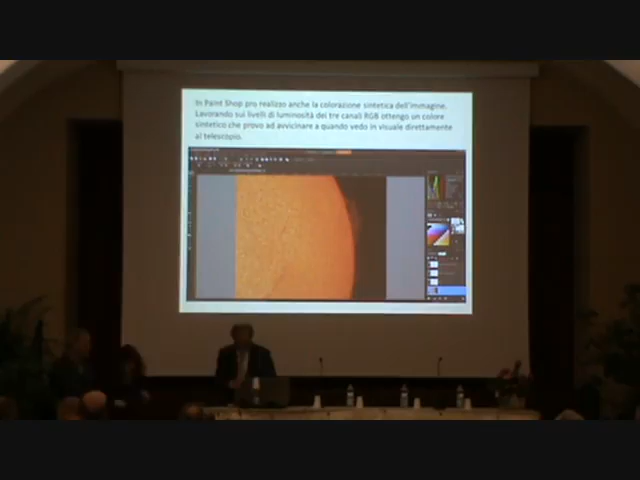 In Paint Shop pro realizzo anche la colorazione sintetica dell'immagine.
Lavorando sui livelli di luminosità dei tre canali RGB ottengo un colore
sintetico che provo ad avvicinare a quando vedo in visuale direttamente
al telescopio.